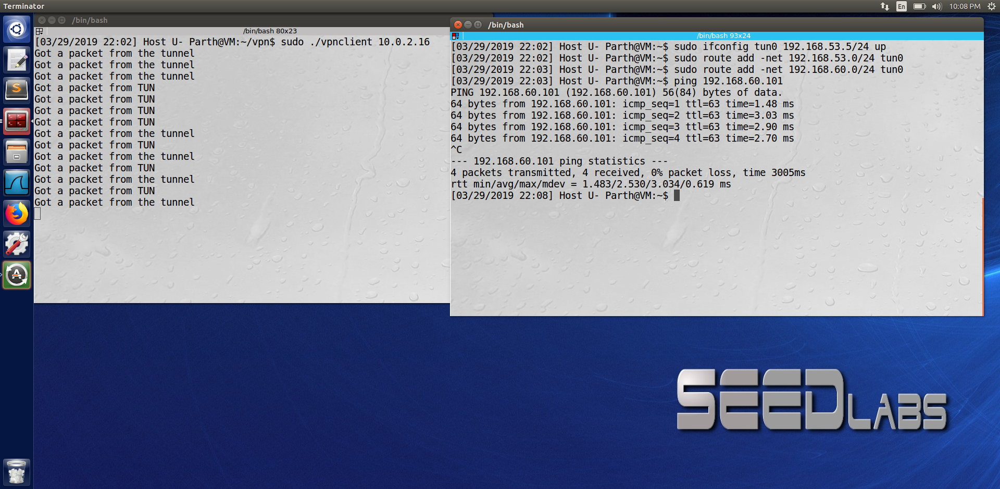 Terminator
En
10:08 PM
/bin/bash
/bin/bash 80x23
[03/29/2019 22:02] Host U- Parth@VM:~/vpn$ sudo ./vpnclient 10.0.2.16
Got a packet from the tunnel
Got a packet from the tunnel
Got a packet from the tunnel
Got a packet from TUN
Got a packet from TUN
Got a packet from TUN
Got a packet from TUN
Got a packet from the tunnel
Got a packet from TUN
Got a packet from the tunnel
Got a packet from TUN
Got a packet from the tunnel
Got a packet from TUN
Got a packet from the tunnel
/bin/bash
/bin/bash 93x24
[03/29/2019 22:02] Host U- Parth@VM:~$ sudo ifconfig tun0 192.168.53.5/24 up
[03/29/2019 22:02] Host U- Parth@VM:~$ sudo route add -net 192.168.53.0/24 tun0
[03/29/2019 22:03] Host U- Parth@VM:~$ sudo route add -net 192.168.60.0/24 tun0
[03/29/2019 22:03] Host U- Parth@VM:~$ ping 192.168.60.101
PING 192.168.60.101 (192.168.60.101) 56(84) bytes of data.
64 bytes from 192.168.60.101: icmp_seq=1 ttl=63 time=1.48 ms
64 bytes from 192.168.60.101: icmp_seq=2 ttl=63 time=3.03 ms
64 bytes from 192.168.60.101: icmp_seq=3 ttl=63 time=2.90 ms
64 bytes from 192.168.60.101: icmp_seq=4 ttl=63 time=2.70 ms
^C
--- 192.168.60.101 ping statistics ---
4 packets transmitted, 4 received, 0% packet loss, time 3005ms
rtt min/avg/max/mdev = 1.483/2.530/3.034/0.619 ms
[03/29/2019 22:08] Host U- Parth@VM:~$
SEEDLABS